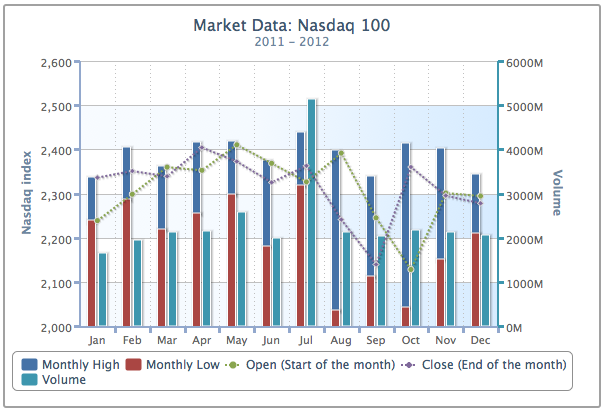 Market Data: Nasdaq 100
2011 – 2012
Nasdaq index
2,600
2,500
2,400
2,300
2,200
2,100
2,000
6000M
5000M
4000M
3000M
2000M
1000M
0M
Volume
Jan Feb Mar Apr May Jun Jul Aug Sep Oct Nov Dec
Monthly High Monthly Low Open (Start of the month) Close (End of the month)
Volume